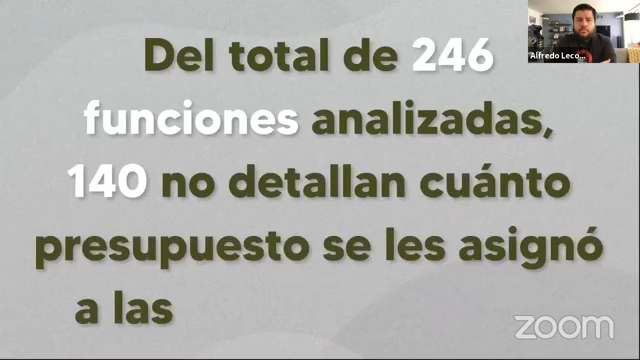 Del total de 246
funciones analizadas,
140 no detallan cuánto
presupuesto se les asignó
a las
Alfredo Leco...
zoom